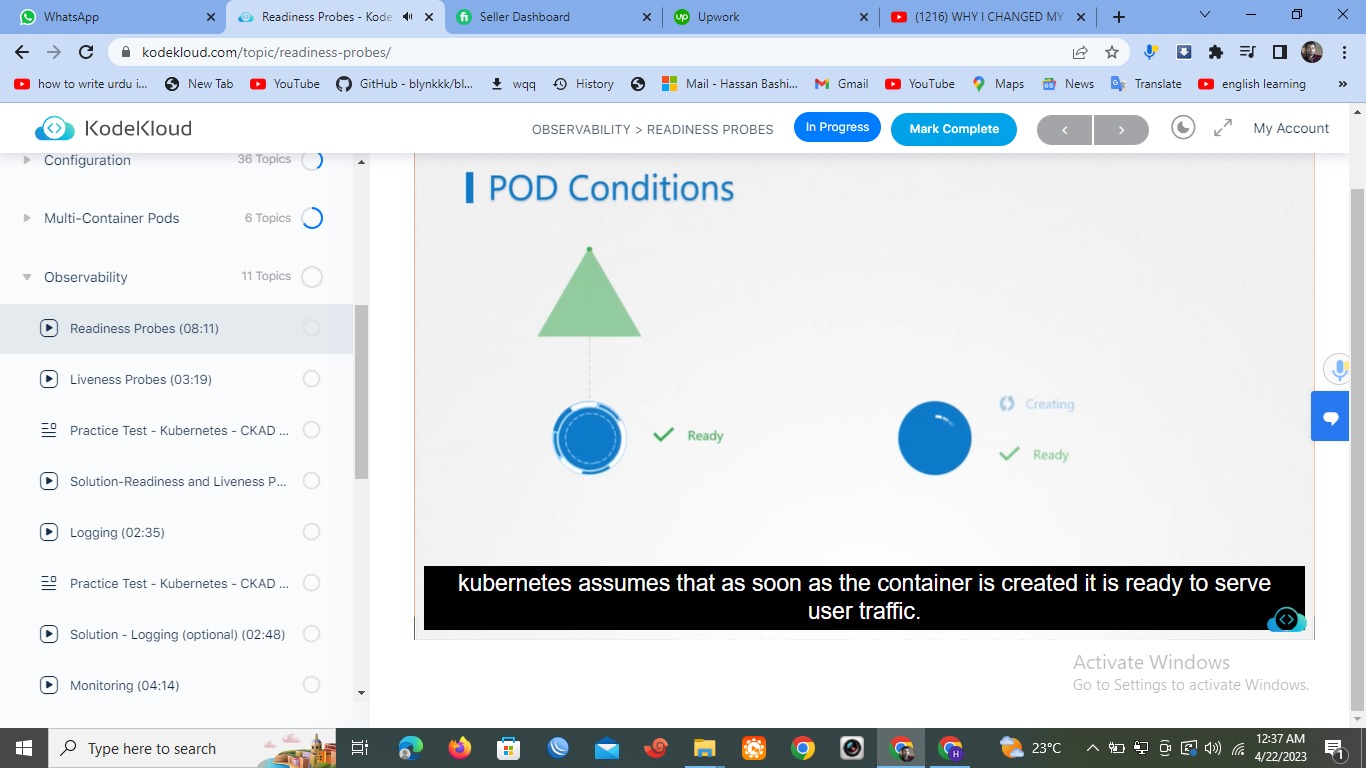 WhatsApp
Readiness Probes - Kode
Seller Dashboard
Upwork
(1216) WHY I CHANGED MY
kodekloud.com/topic/readiness-probes/
how to write urdu i...
New Tab
YouTube
GitHub - blynkkk/bl...
wqq
History
Mail - Hassan Bashi...
Gmail
YouTube
Maps
News
Translate
english learning
»
KodeKloud
OBSERVABILITY > READINESS PROBES
In Progress
Mark Complete
<
>
My Account
Configuration
36 Topics
Multi-Container Pods
6 Topics
Observability
11 Topics
Readiness Probes (08:11)
Liveness Probes (03:19)
Practice Test - Kubernetes - CKAD ...
Solution-Readiness and Liveness P...
Logging (02:35)
Practice Test - Kubernetes - CKAD ...
Solution - Logging (optional) (02:48)
Monitoring (04:14)
POD Conditions
Creating
Ready
Ready
kubernetes assumes that as soon as the container is created it is ready to serve
user traffic.
Activate Windows
Go to Settings to activate Windows.
Type here to search
23°C
12:37 AM
4/22/2023
1